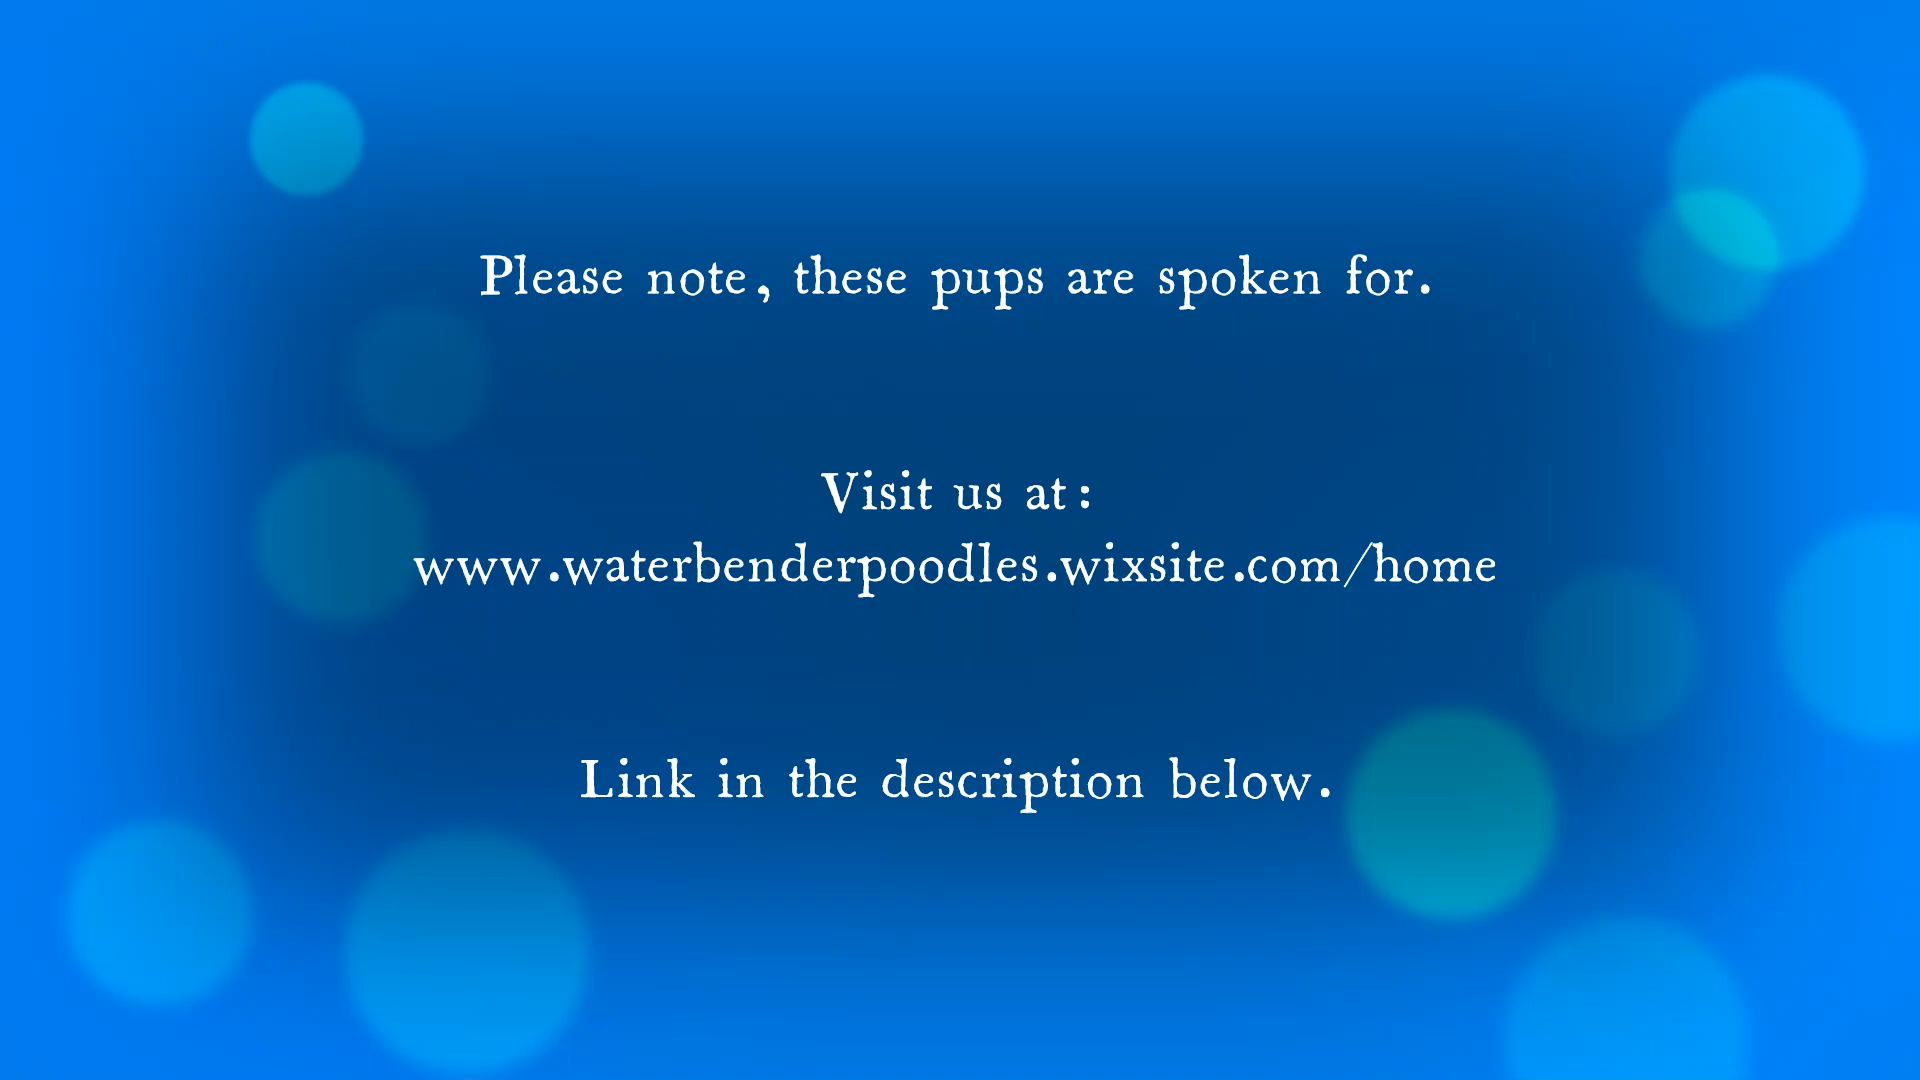 Please note, these pups are spoken for.
Visit us at:
www.waterbenderpoodles.wixsite.com/home
Link in the description below.